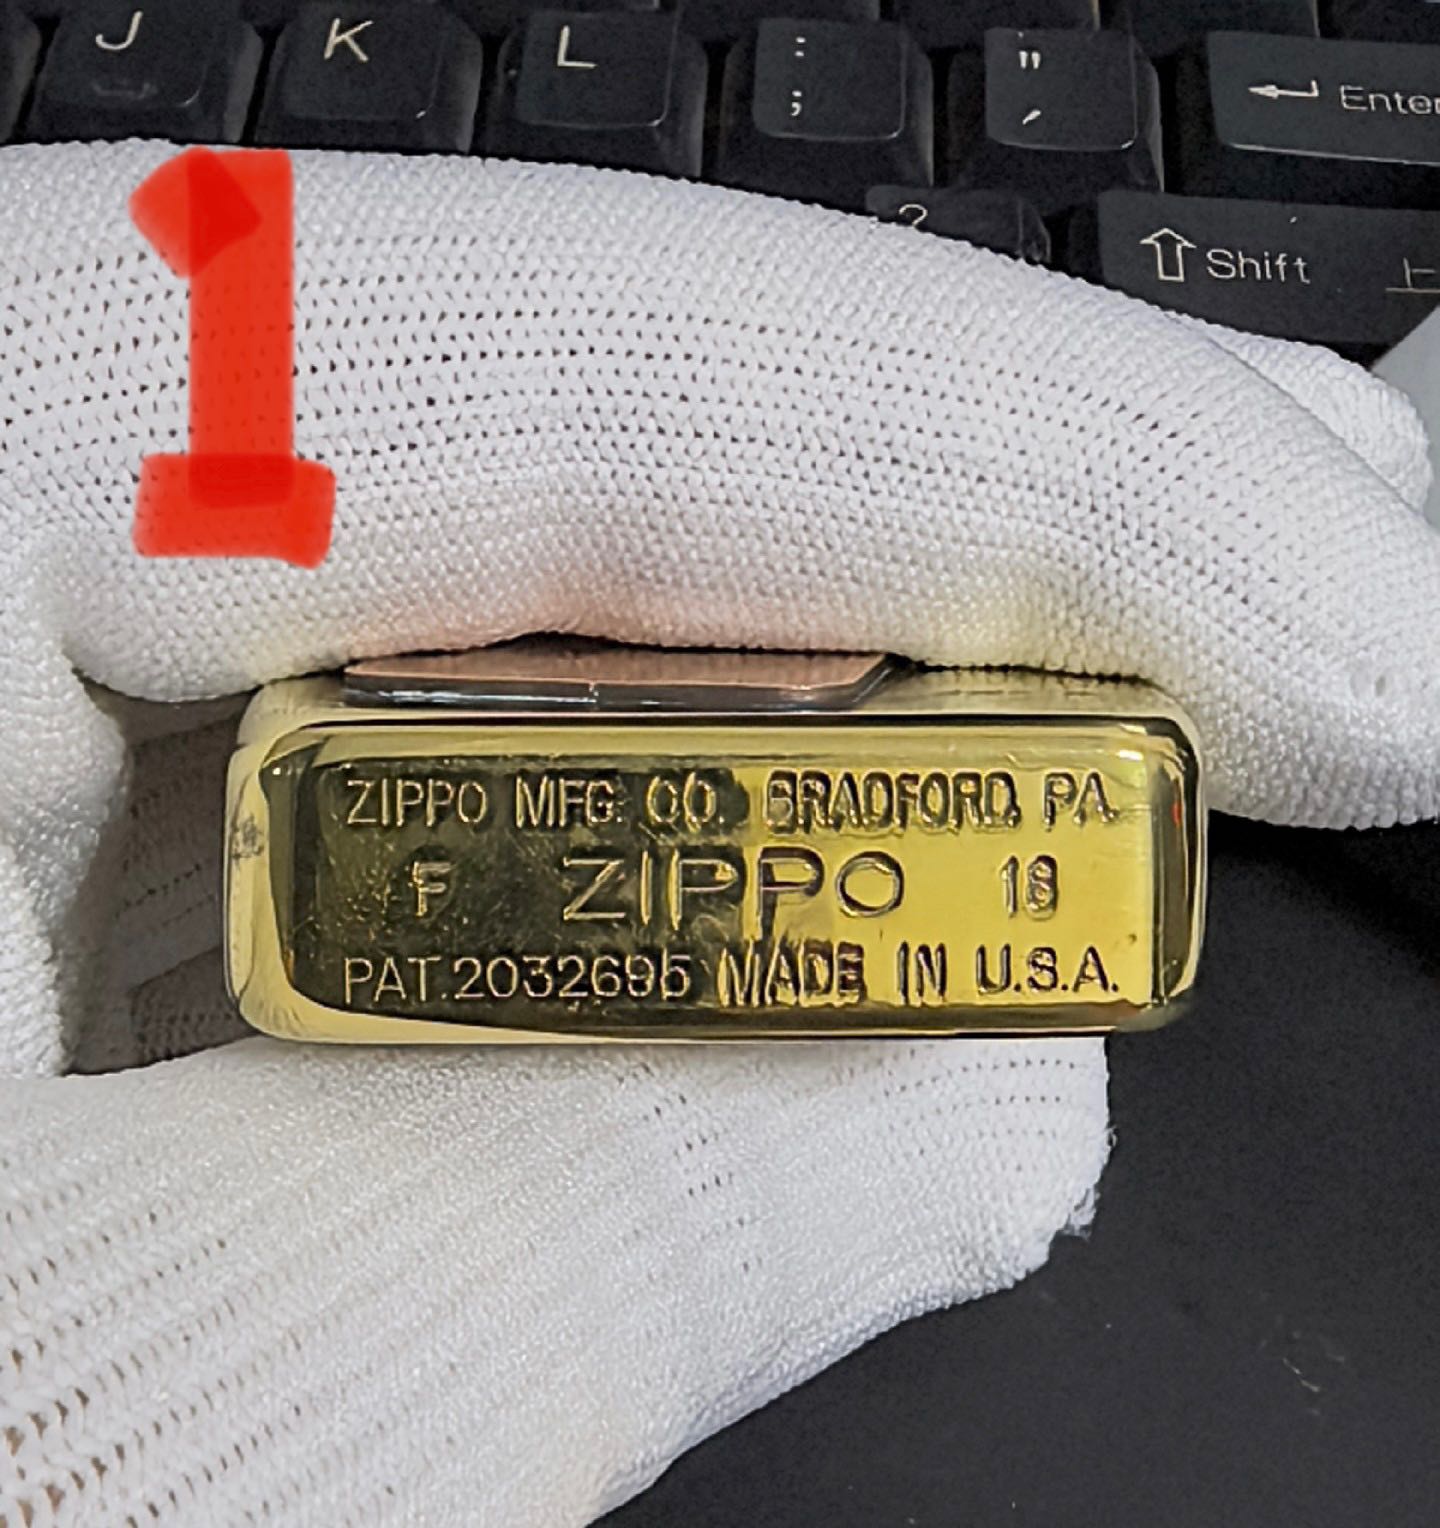 J K L : ; " ' Enter
?
Shift
1
ZIPPO MFG. CO. BRADFORD, PA.
F ZIPPO 18
PAT.2032695 MADE IN U.S.A.